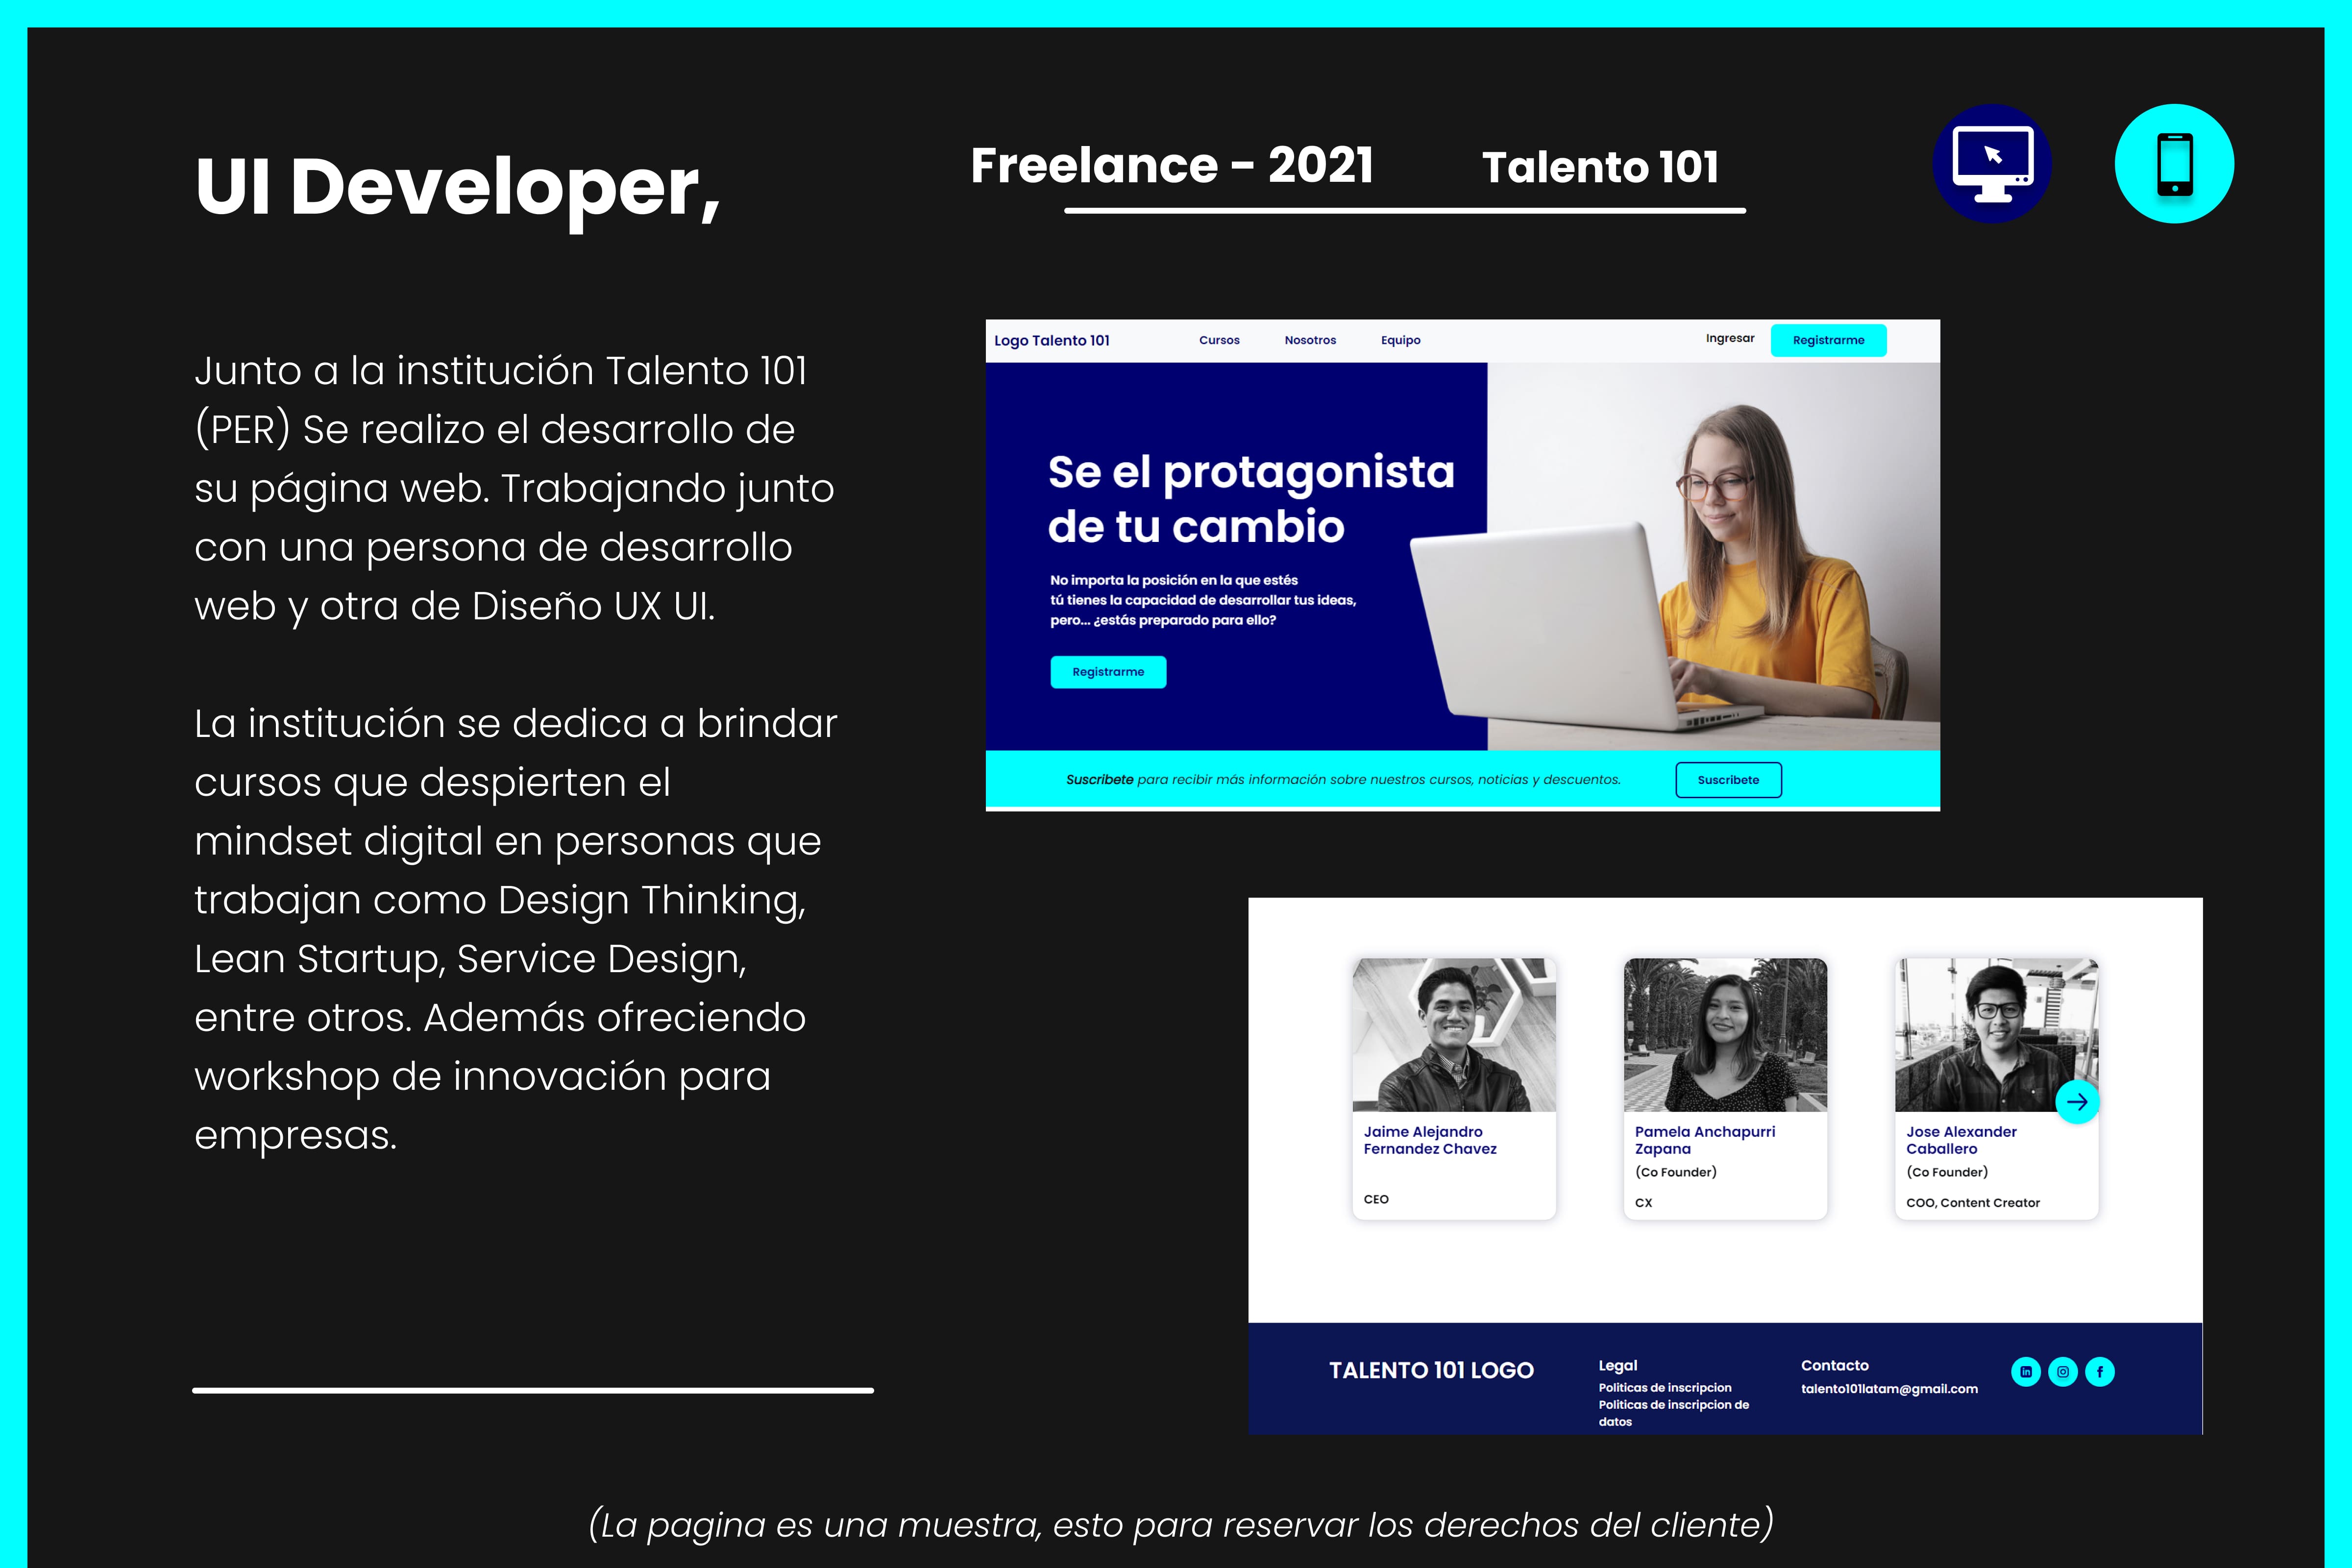 UI Developer,
Freelance - 2021
Talento 101
Junto a la institución Talento 101
(PER) Se realizo el desarrollo de
su página web. Trabajando junto
con una persona de desarrollo
web y otra de Diseño UX UI.
La institución se dedica a brindar
cursos que despierten el
mindset digital en personas que
trabajan como Design Thinking,
Lean Startup, Service Design,
entre otros. Además ofreciendo
workshop de innovación para
empresas.
Logo Talento 101
Cursos
Nosotros
Equipo
Ingresar
Registrarme
Se el protagonista
de tu cambio
No importa la posición en la que estés
tú tienes la capacidad de desarrollar tus ideas,
pero... ¿estás preparado para ello?
Registrarme
Suscribete para recibir más información sobre nuestros cursos, noticias y descuentos.
Suscribete
Jaime Alejandro
Fernandez Chavez
CEO
Pamela Anchapurri
Zapana
(Co Founder)
CX
Jose Alexander
Caballero
(Co Founder)
COO, Content Creator
TALENTO 101 LOGO
Legal
Politicas de inscripcion
Politicas de inscripcion de
datos
Contacto
talento101latam@gmail.com
(La pagina es una muestra, esto para reservar los derechos del cliente)